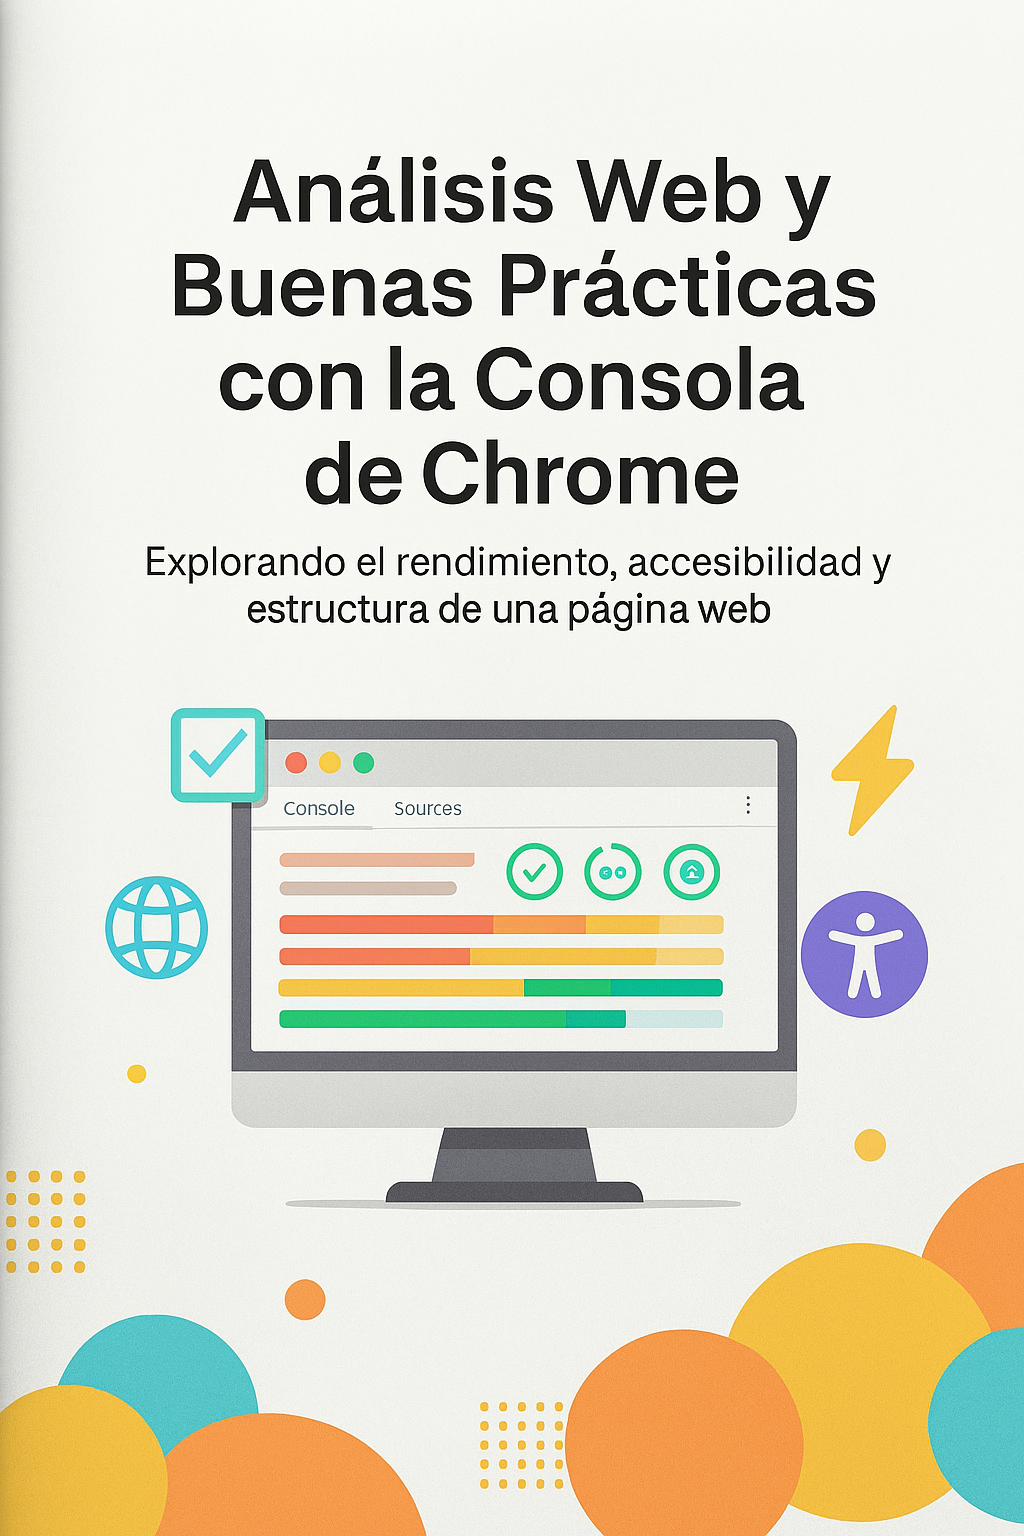 Análisis Web y
Buenas Prácticas
con la Consola
de Chrome
Explorando el rendimiento, accesibilidad y
estructura de una página web
Console
Sources